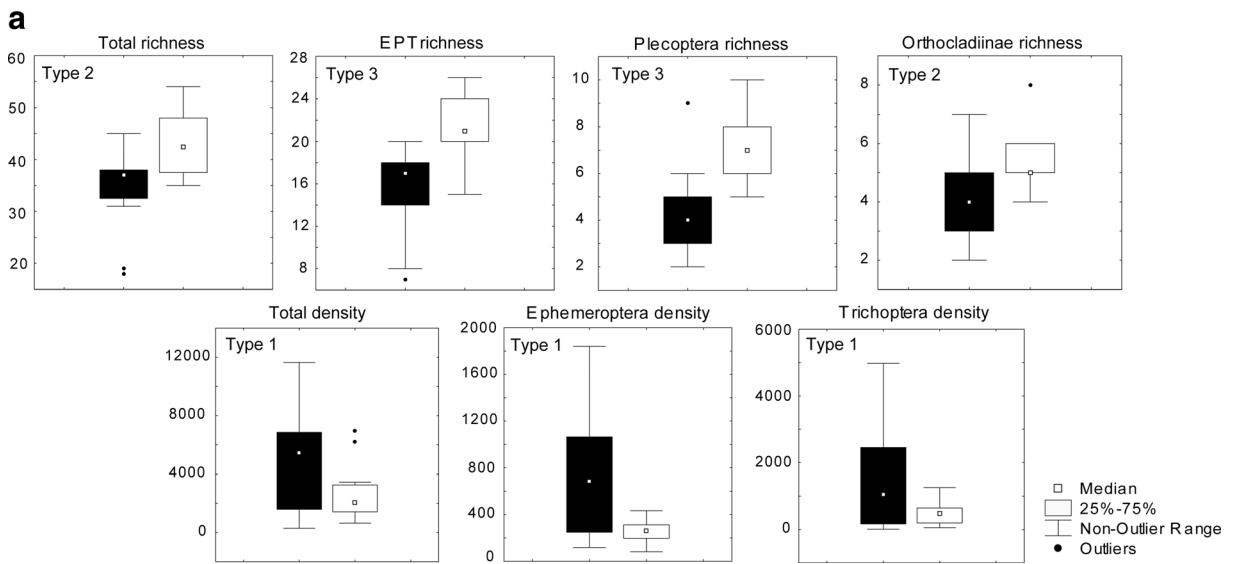 a
Total richness
Type 2
60
50
40
30
20
EPT richness
Type 3
28
24
20
16
12
8
Plecoptera richness
Type 3
10
8
6
4
2
Orthocladiinae richness
Type 2
8
6
4
2
Total density
Type 1
12000
8000
4000
0
Ephemeroptera density
Type 1
2000
1600
1200
800
400
0
Trichoptera density
Type 1
6000
4000
2000
0
Median
25%-75%
Non-Outlier Range
Outliers